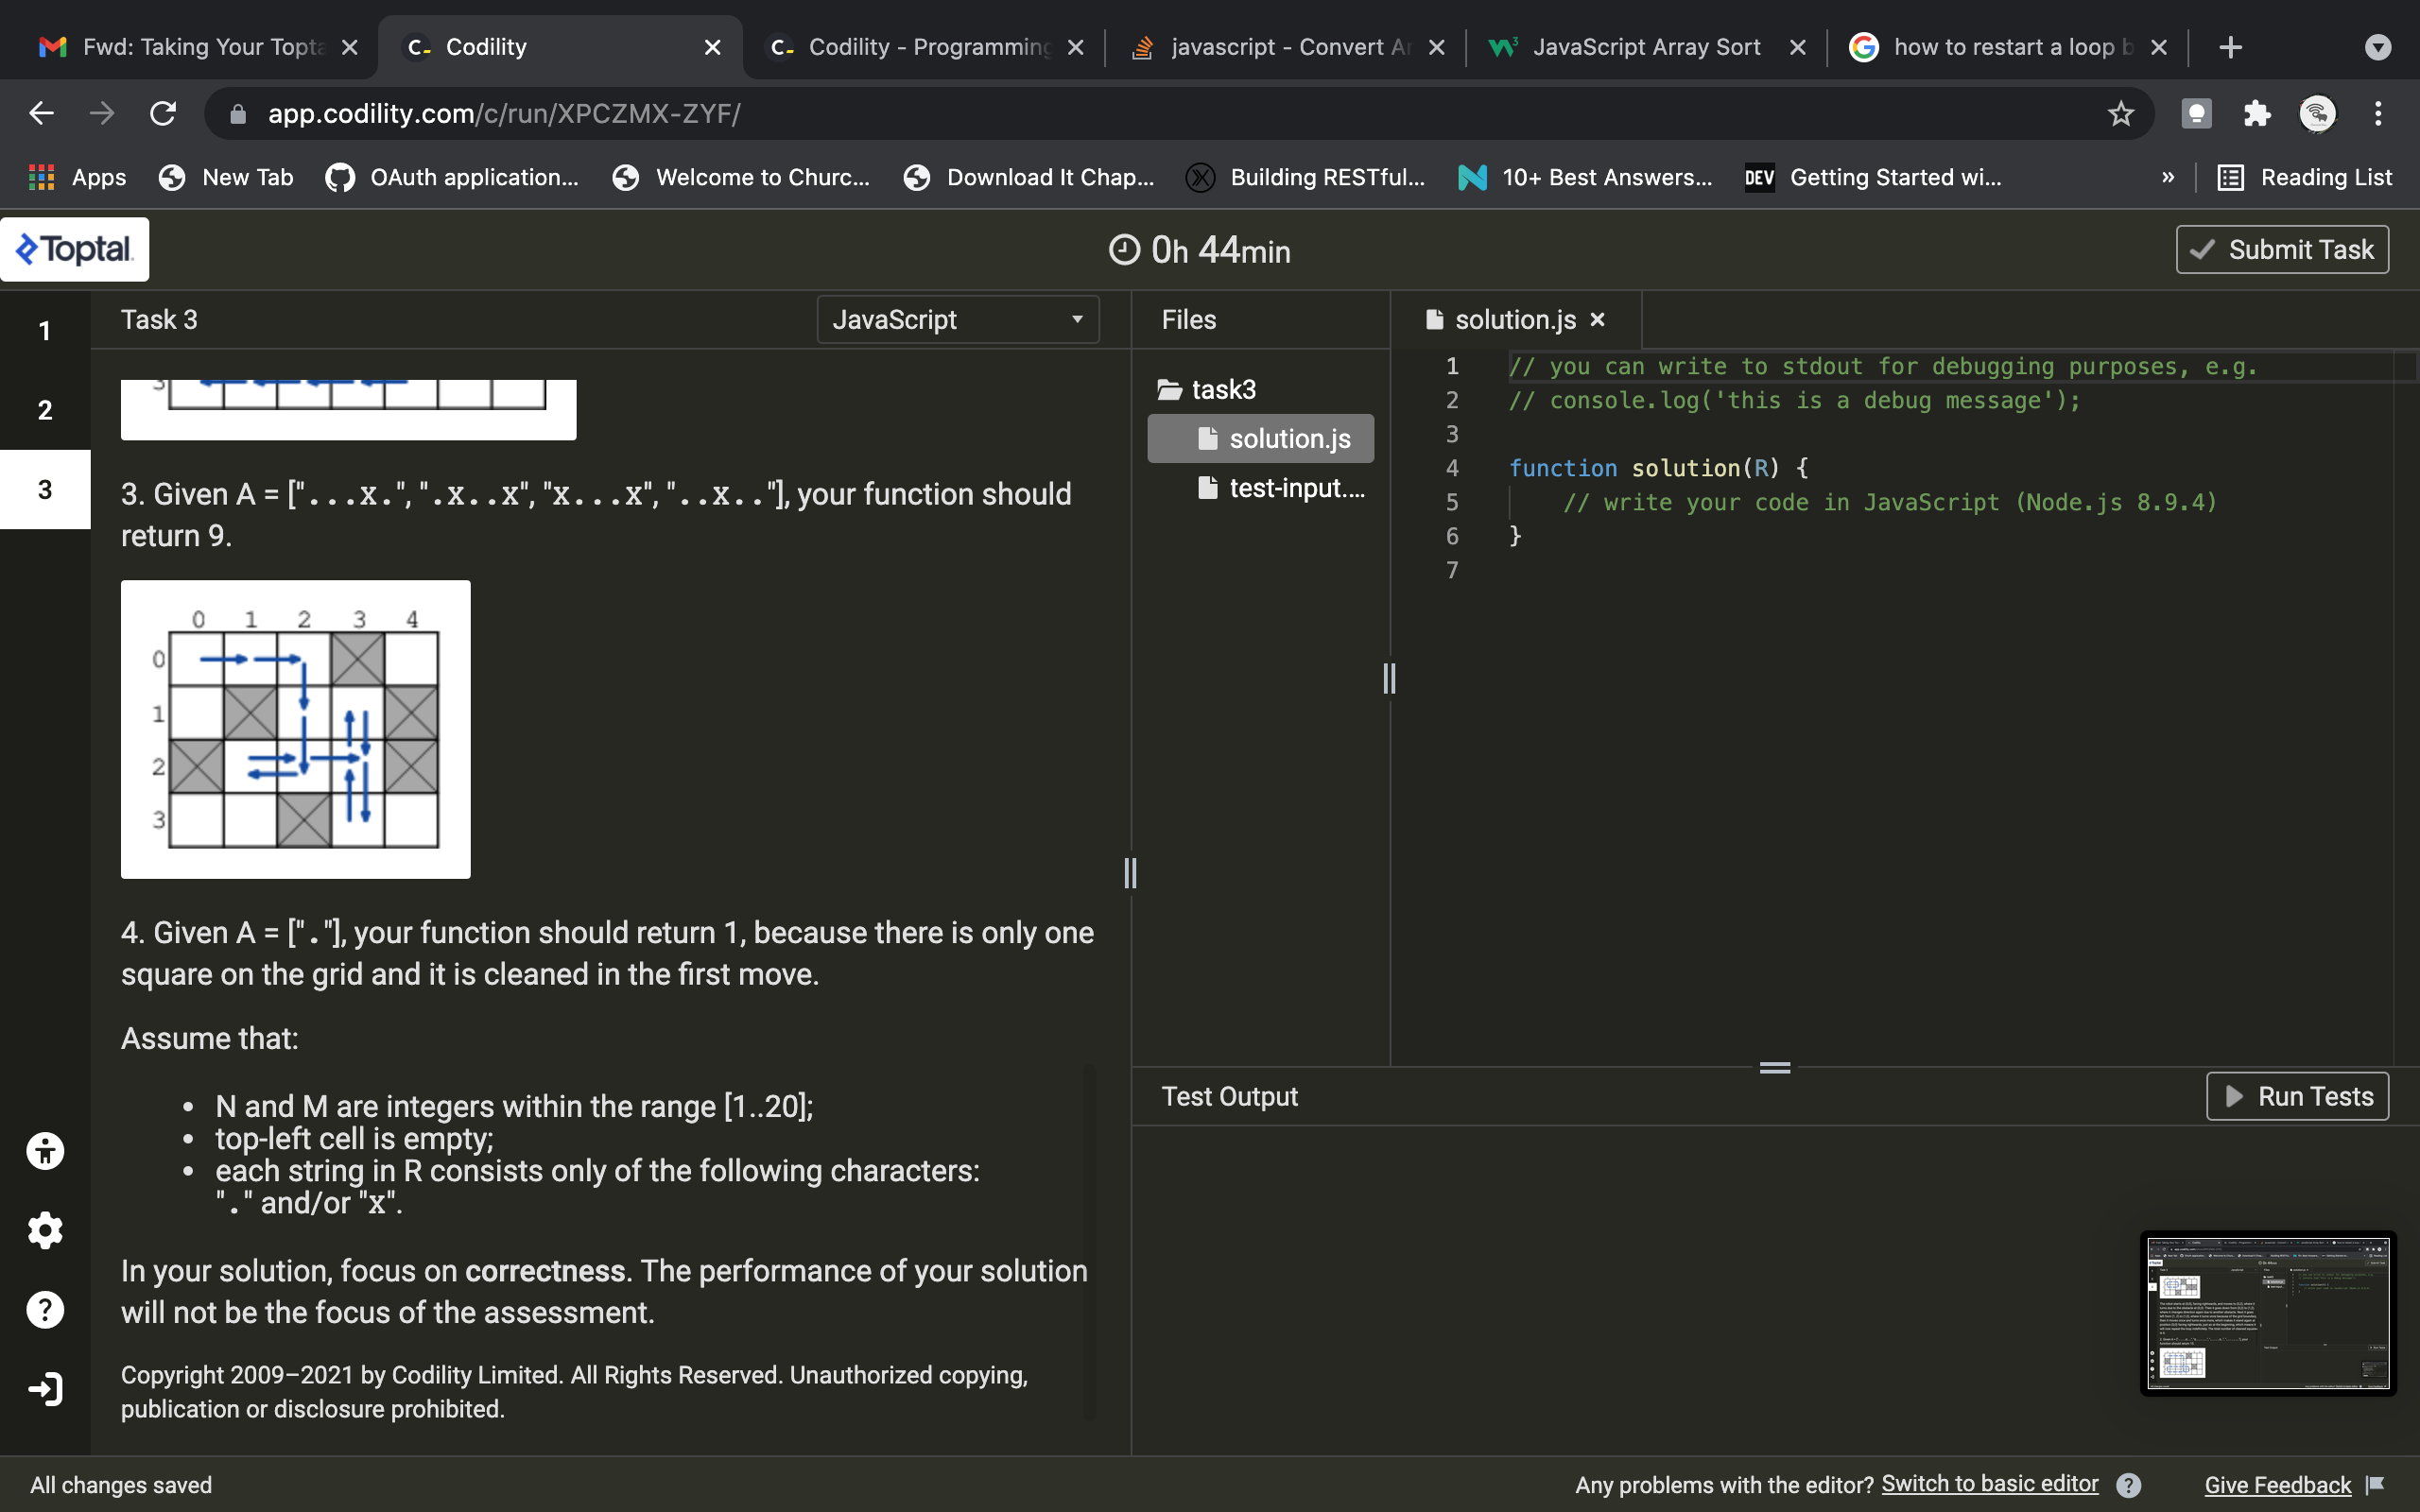 Fwd: Taking Your Topta
Codility
Codility - Programming
javascript - Convert Ar
JavaScript Array Sort
how to restart a loop b
app.codility.com/c/run/XPCZMX-ZYF/
Apps
New Tab
OAuth application...
Welcome to Churc...
Download It Chap...
Building RESTful...
10+ Best Answers...
DEV
Getting Started wi...
»
Reading List
Toptal
0h 44min
Submit Task
1
2
3
Task 3
JavaScript
3
3. Given A = ["...x.", ".x..x", "x...x", "..x.."], your function should
return 9.
0 1 2 3 4
0
1
2
3
4. Given A = ["."], your function should return 1, because there is only one
square on the grid and it is cleaned in the first move.
Assume that:
• N and M are integers within the range [1..20];
• top-left cell is empty;
• each string in R consists only of the following characters:
"." and/or "x".
In your solution, focus on correctness. The performance of your solution
will not be the focus of the assessment.
Copyright 2009–2021 by Codility Limited. All Rights Reserved. Unauthorized copying,
publication or disclosure prohibited.
Files
task3
solution.js
test-input....
solution.js
1 // you can write to stdout for debugging purposes, e.g.
2 // console.log('this is a debug message');
3
4 function solution(R) {
5 // write your code in JavaScript (Node.js 8.9.4)
6 }
7
Test Output
Run Tests
All changes saved
Any problems with the editor? Switch to basic editor
?
Give Feedback